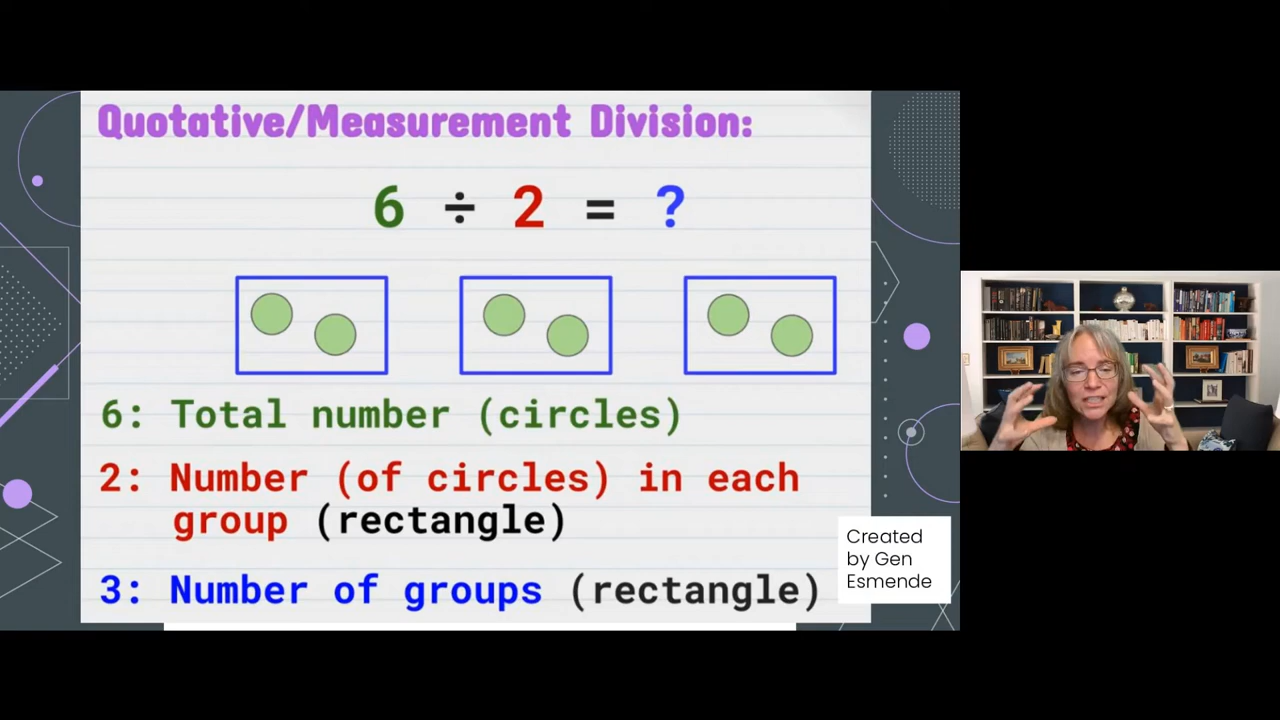 Quotative/Measurement Division:
6 ÷ 2 = ?
6: Total number (circles)
2: Number (of circles) in each
group (rectangle)
3: Number of groups (rectangle)
Created
by Gen
Esmende